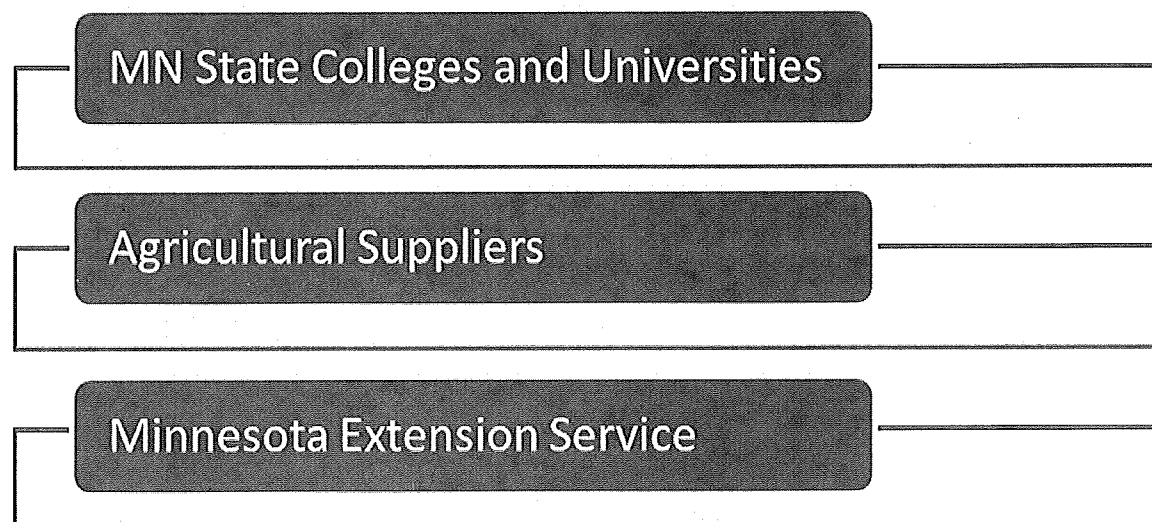 MN State Colleges and Universities
Agricultural Suppliers
Minnesota Extension Service